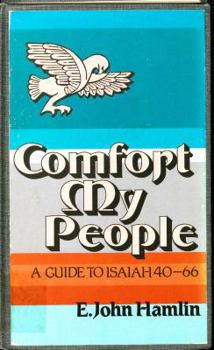 Comfort
My
People
A GUIDE TO ISAIAH 40–66
E. John Hamlin